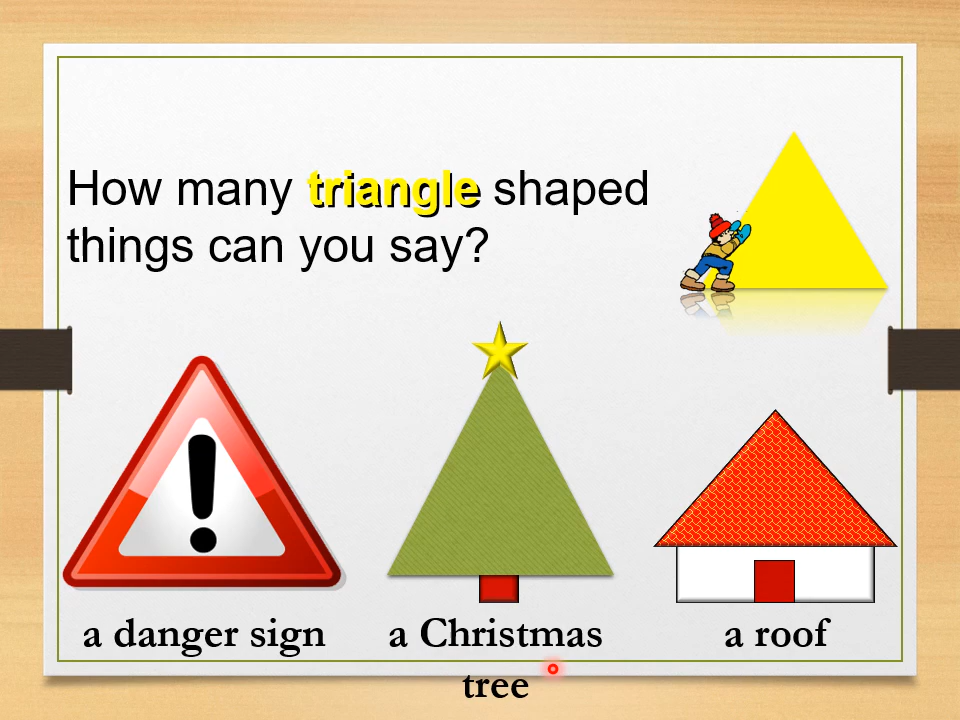 How many triangle shaped
things can you say?
!
a danger sign
a Christmas
tree
a roof